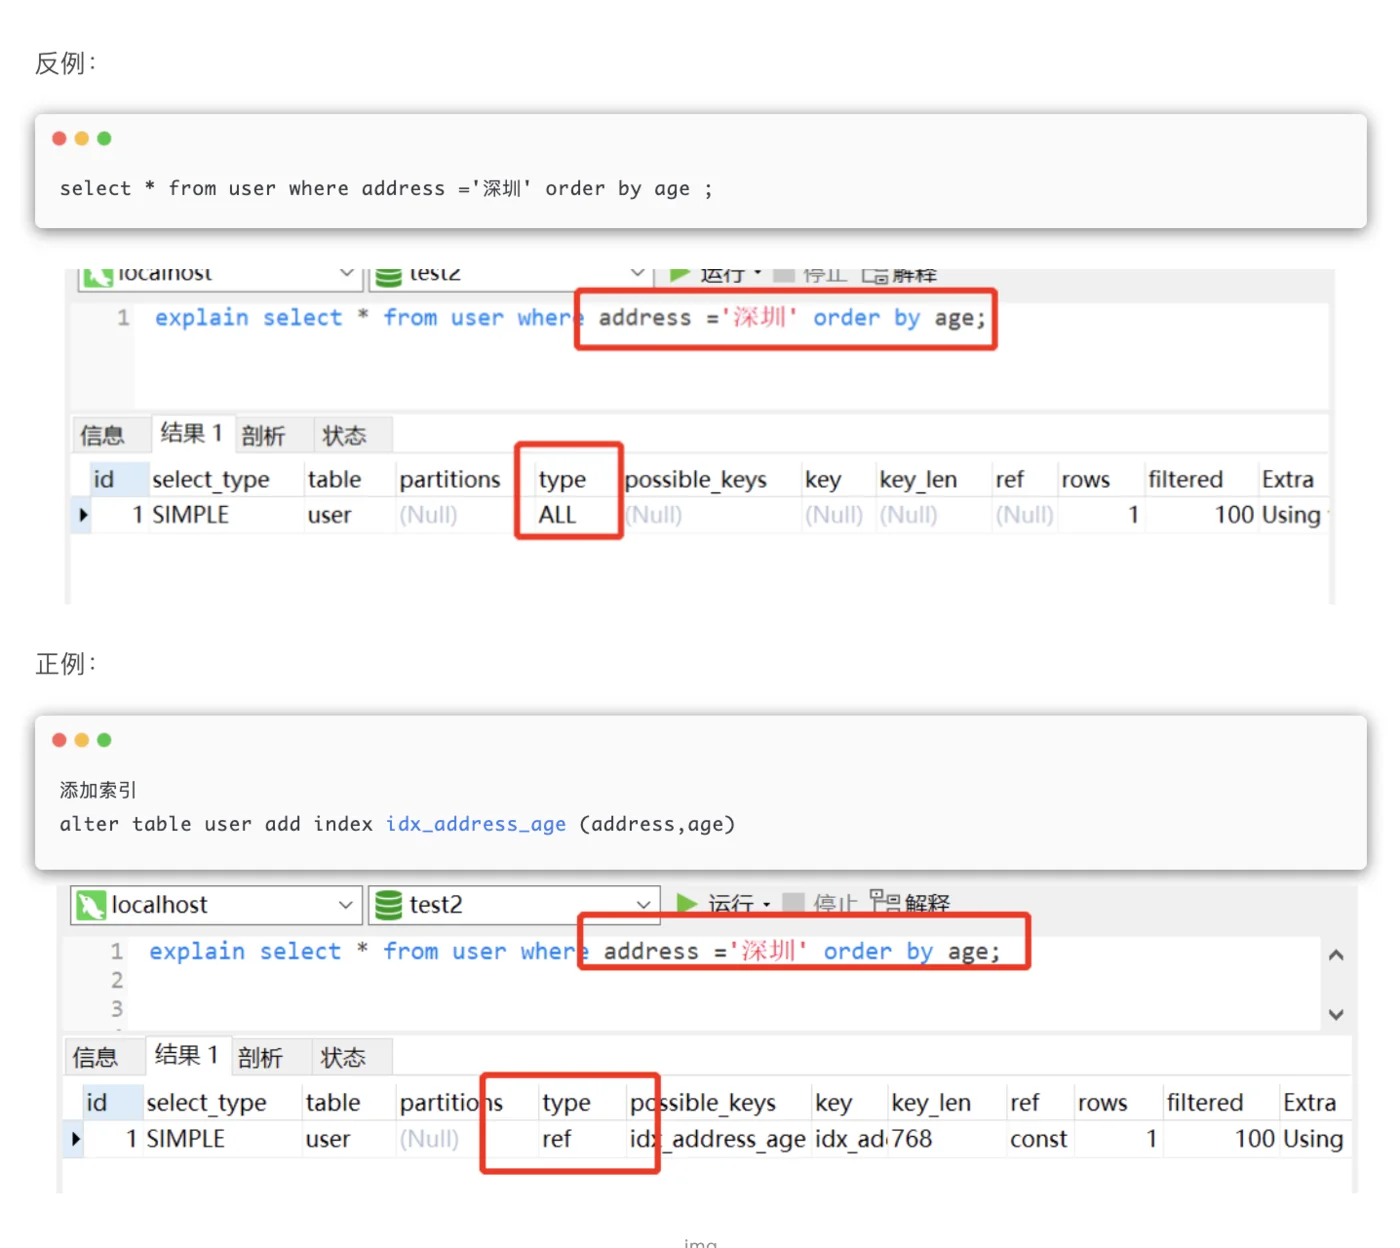 反例：
select * from user where address ='深圳' order by age ;
localhost test2 运行 停止 解释
1 explain select * from user where address ='深圳' order by age;
信息 结果 1 剖析 状态
id select_type table partitions type possible_keys key key_len ref rows filtered Extra
1 SIMPLE user (Null) ALL (Null) (Null) (Null) (Null) 1 100 Using
正例：
添加索引
alter table user add index idx_address_age (address,age)
localhost test2 运行 停止 解释
1 explain select * from user where address ='深圳' order by age;
2
3
信息 结果 1 剖析 状态
id select_type table partitions type possible_keys key key_len ref rows filtered Extra
1 SIMPLE user (Null) ref idx_address_age idx_ad 768 const 1 100 Using
img